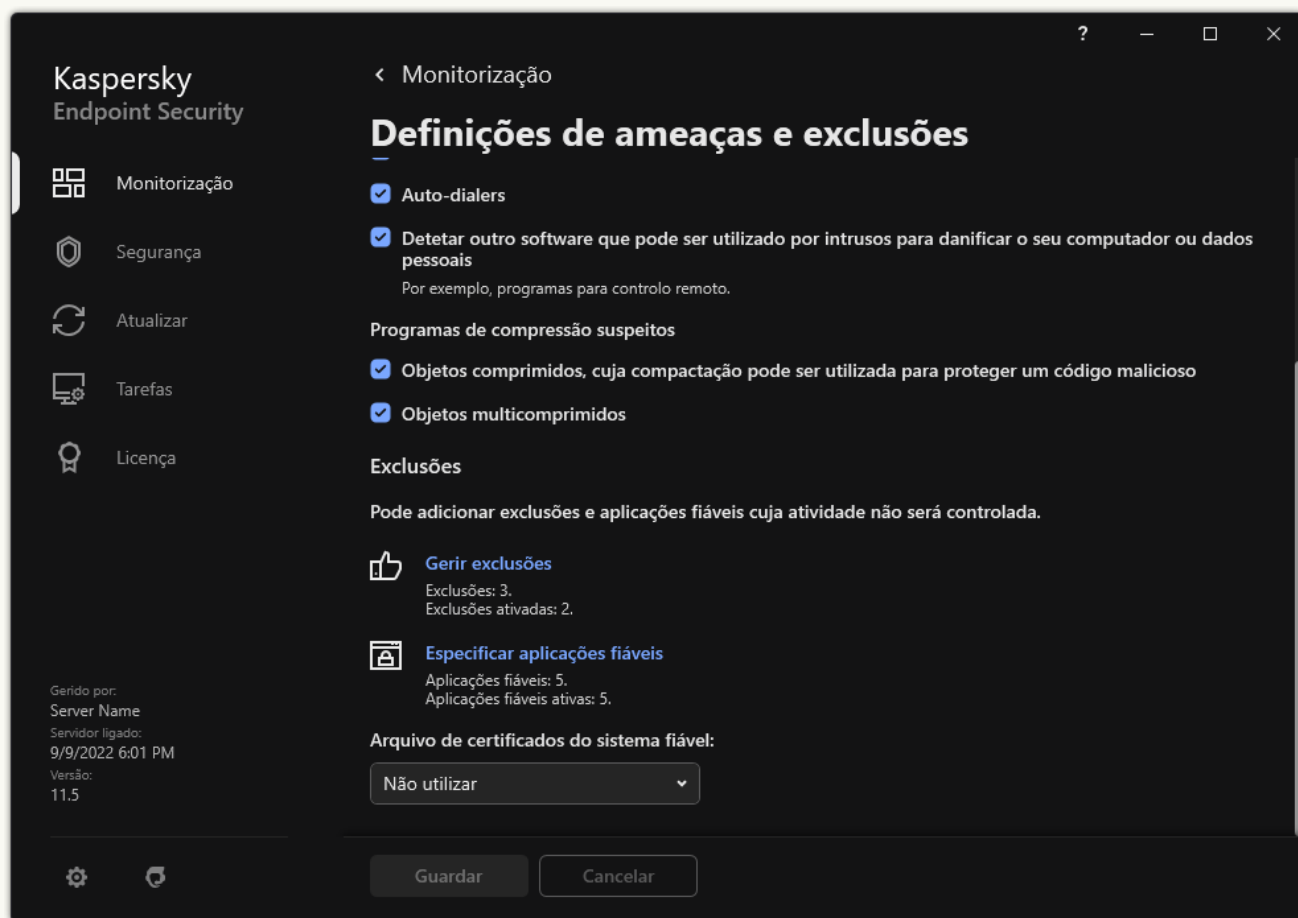 ?
Kaspersky
Endpoint Security
Monitorização
Segurança
Atualizar
Tarefas
Licença
Gerido por:
Server Name
Servidor ligado:
9/9/2022 6:01 PM
Versão:
11.5
Monitorização
Definições de ameaças e exclusões
Auto-dialers
Detetar outro software que pode ser utilizado por intrusos para danificar o seu computador ou dados
pessoais
Por exemplo, programas para controlo remoto.
Programas de compressão suspeitos
Objetos comprimidos, cuja compactação pode ser utilizada para proteger um código malicioso
Objetos multicomprimidos
Exclusões
Pode adicionar exclusões e aplicações fiáveis cuja atividade não será controlada.
Gerir exclusões
Exclusões: 3.
Exclusões ativadas: 2.
Especificar aplicações fiáveis
Aplicações fiáveis: 5.
Aplicações fiáveis ativas: 5.
Arquivo de certificados do sistema fiável:
Não utilizar
Guardar
Cancelar